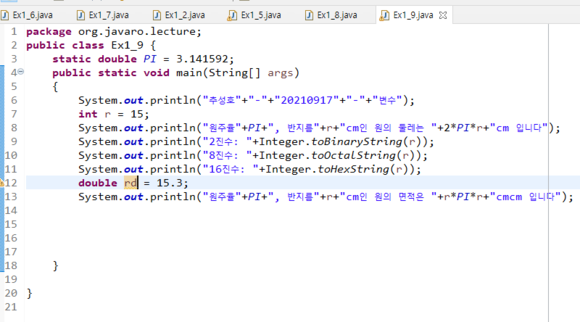 Ex1_6.java Ex1_7.java Ex1_2.java Ex1_5.java Ex1_8.java Ex1_9.java
1 package org.javaro.lecture;
2 public class Ex1_9 {
3 static double PI = 3.141592;
4 public static void main(String[] args)
5 {
6 System.out.println("추성호"+"-"+"20210917"+"-"+"변수");
7 int r = 15;
8 System.out.println("원주율"+PI+", 반지름"+r+"cm인 원의 둘레는 "+2*PI*r+"cm 입니다");
9 System.out.println("2진수: "+Integer.toBinaryString(r));
10 System.out.println("8진수: "+Integer.toOctalString(r));
11 System.out.println("16진수: "+Integer.toHexString(r));
12 double rd = 15.3;
13 System.out.println("원주율"+PI+", 반지름"+r+"cm인 원의 면적은 "+r*PI*r+"cmcm 입니다");
14
15
16
17
18 }
19
20 }
21